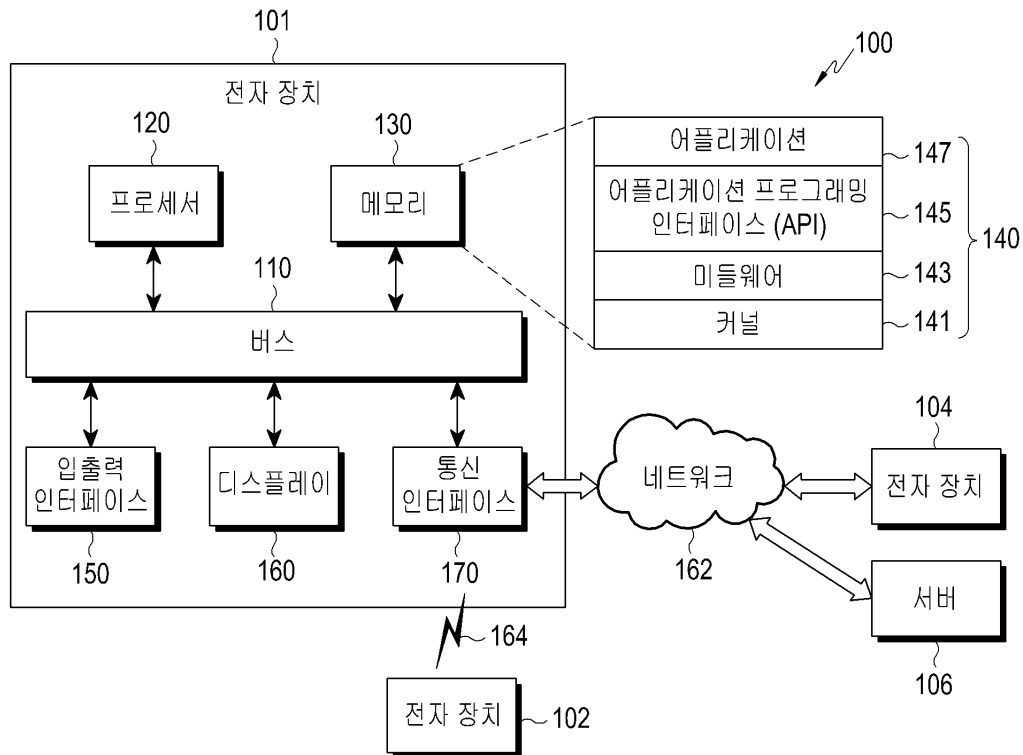 101
전자 장치
100
120
130
프로세서
메모리
어플리케이션
147
어플리케이션 프로그래밍
인터페이스 (API)
145
140
미들웨어
143
커널
141
110
버스
입출력
인터페이스
디스플레이
통신
인터페이스
네트워크
104
전자 장치
150
160
170
162
서버
106
164
전자 장치
102